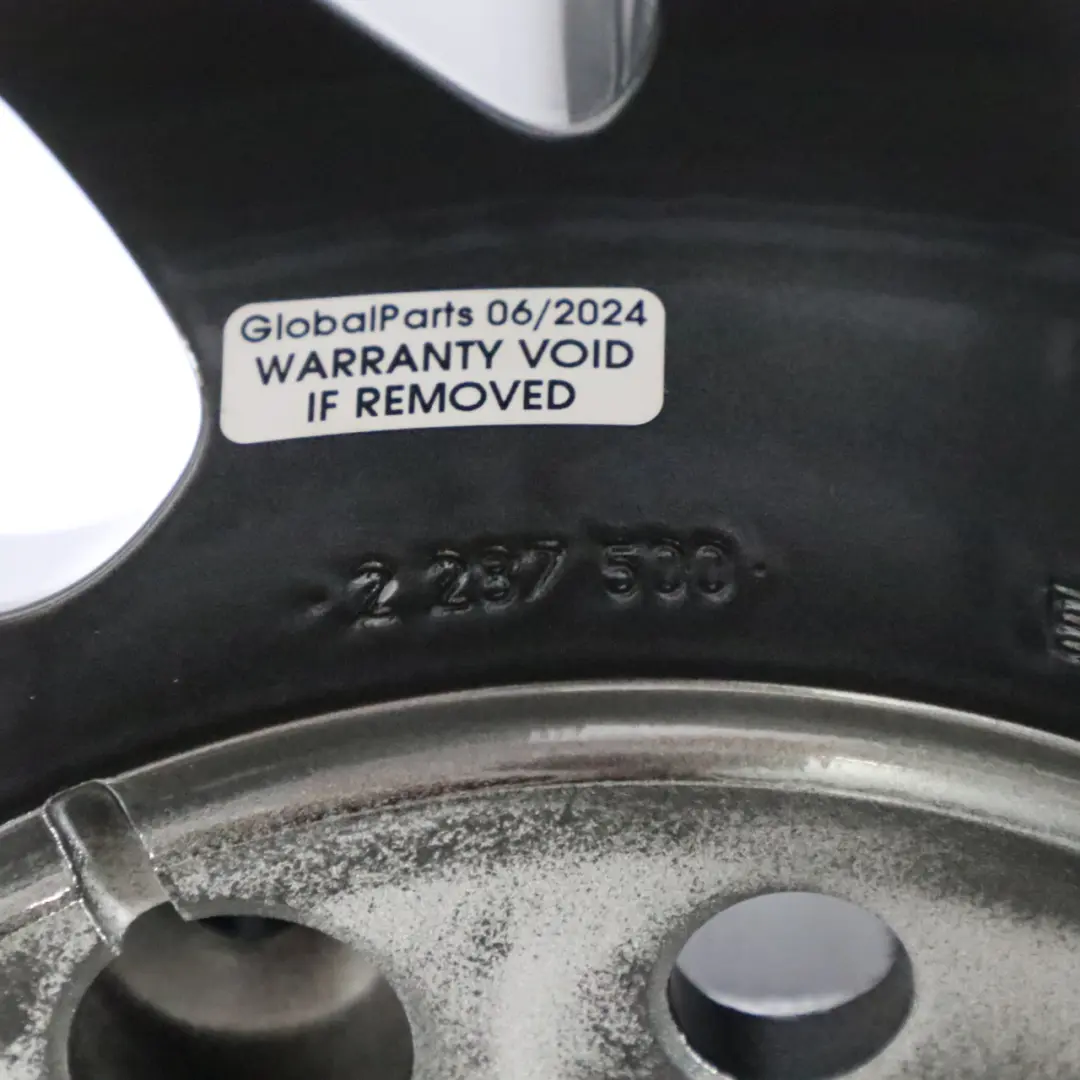 GlobalParts 06/2024
WARRANTY VOID
IF REMOVED
2 287 500